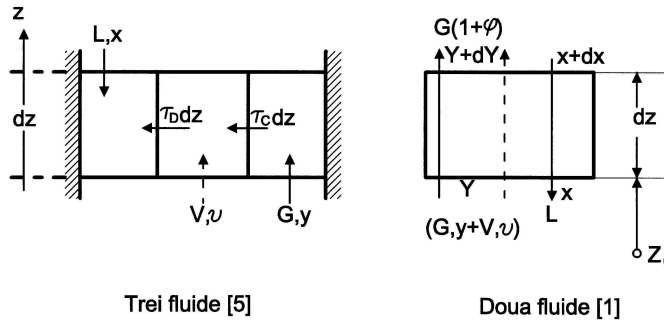 z
L,x
dz
τDdz
τCdz
V,υ
G,y
Trei fluide [5]
G(1+φ)
Y+dY
x+dx
dz
Y
x
L
(G,y+V,υ)
Z,
Doua fluide [1]